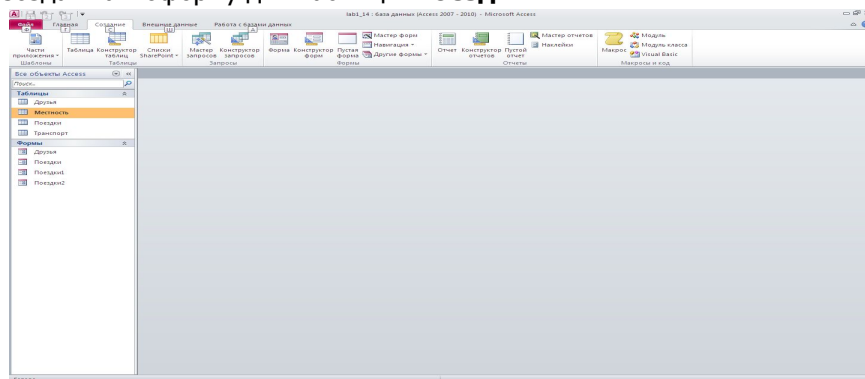 lab1_14 : база данных (Access 2007 - 2010) - Microsoft Access
Файл Главная Создание Внешние данные Работа с базами данных
Части приложения Таблица Конструктор таблиц Списки SharePoint Мастер запросов Конструктор запросов Форма Конструктор форм Пустая форма Мастер форм Навигация Другие формы Отчет Конструктор отчетов Пустой отчет Мастер отчетов Наклейки Макрос Модуль Модуль класса Visual Basic
Шаблоны Таблицы Запросы Формы Отчеты Макросы и код
Все объекты Access
Поиск...
Таблицы
Друзья
Местность
Поездки
Транспорт
Формы
Друзья
Поездки
Поездки1
Поездки2